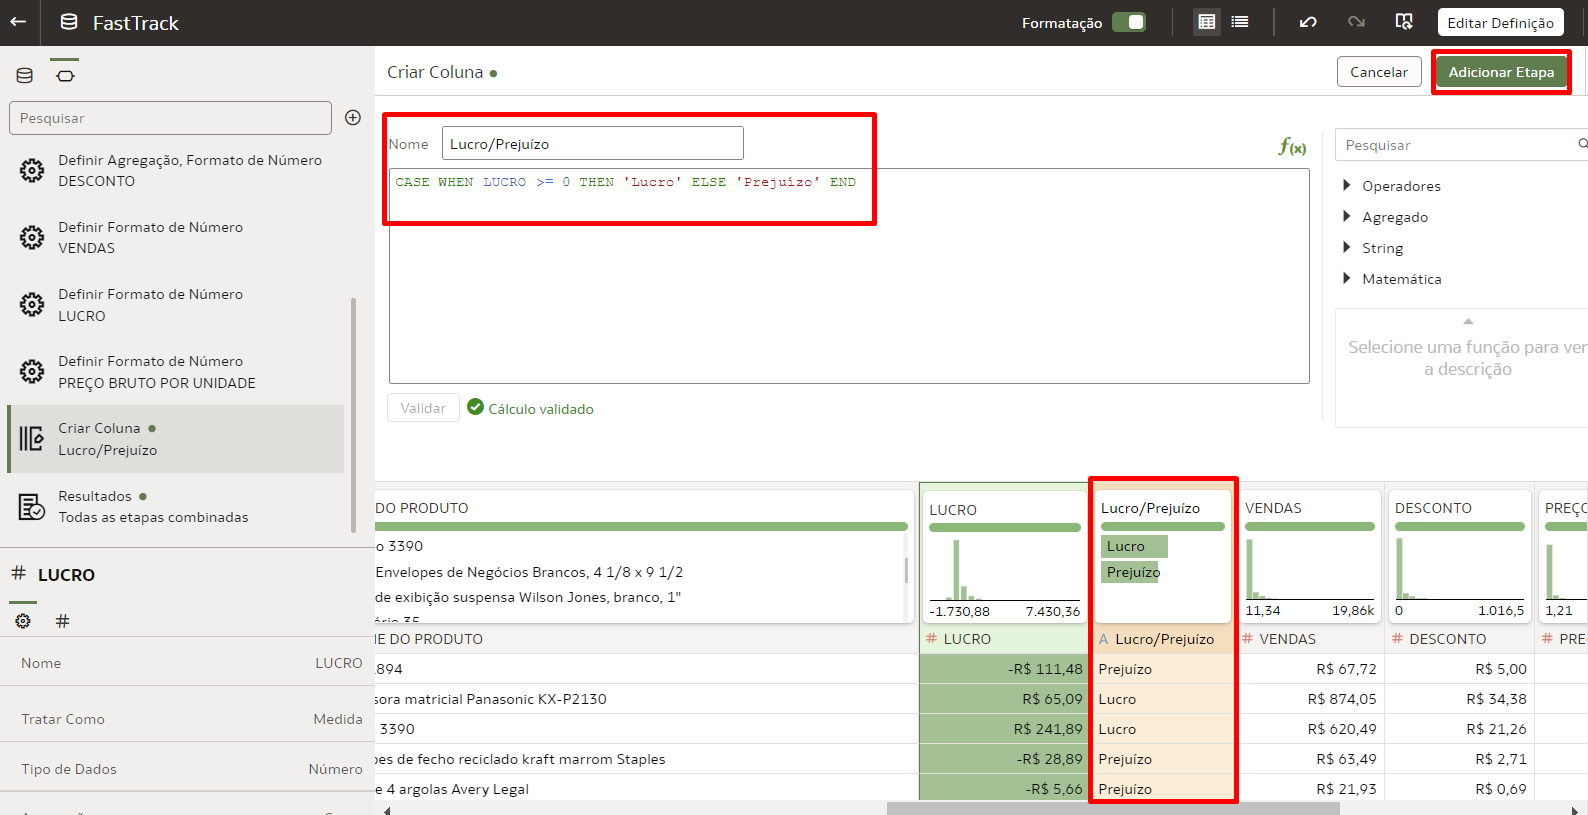 FastTrack
Formatação
Editar Definição
Pesquisar
Definir Agregação, Formato de Número
DESCONTO
Definir Formato de Número
VENDAS
Definir Formato de Número
LUCRO
Definir Formato de Número
PREÇO BRUTO POR UNIDADE
Criar Coluna
Lucro/Prejuízo
Resultados
Todas as etapas combinadas
# LUCRO
#
Nome LUCRO
Tratar Como Medida
Tipo de Dados Número
Criar Coluna
Cancelar
Adicionar Etapa
Nome Lucro/Prejuízo
f(x)
CASE WHEN LUCRO >= 0 THEN 'Lucro' ELSE 'Prejuízo' END
Validar
Cálculo validado
Pesquisar
Operadores
Agregado
String
Matemática
Selecione uma função para ver
a descrição
DO PRODUTO
o 3390
Envelopes de Negócios Brancos, 4 1/8 x 9 1/2
de exibição suspensa Wilson Jones, branco, 1"
LUCRO
-1.730,88 7.430,36
Lucro/Prejuízo
Lucro
Prejuízo
VENDAS
11,34 19,86k
DESCONTO
0 1.016,5
PREÇO
1,21
ME DO PRODUTO # LUCRO A Lucro/Prejuízo # VENDAS # DESCONTO # PRE
1894 -R$ 111,48 Prejuízo R$ 67,72 R$ 5,00
sora matricial Panasonic KX-P2130 R$ 65,09 Lucro R$ 874,05 R$ 34,38
3390 R$ 241,89 Lucro R$ 620,49 R$ 21,26
pes de fecho reciclado kraft marrom Staples -R$ 28,89 Prejuízo R$ 63,49 R$ 2,71
e 4 argolas Avery Legal -R$ 5,66 Prejuízo R$ 21,93 R$ 0,69